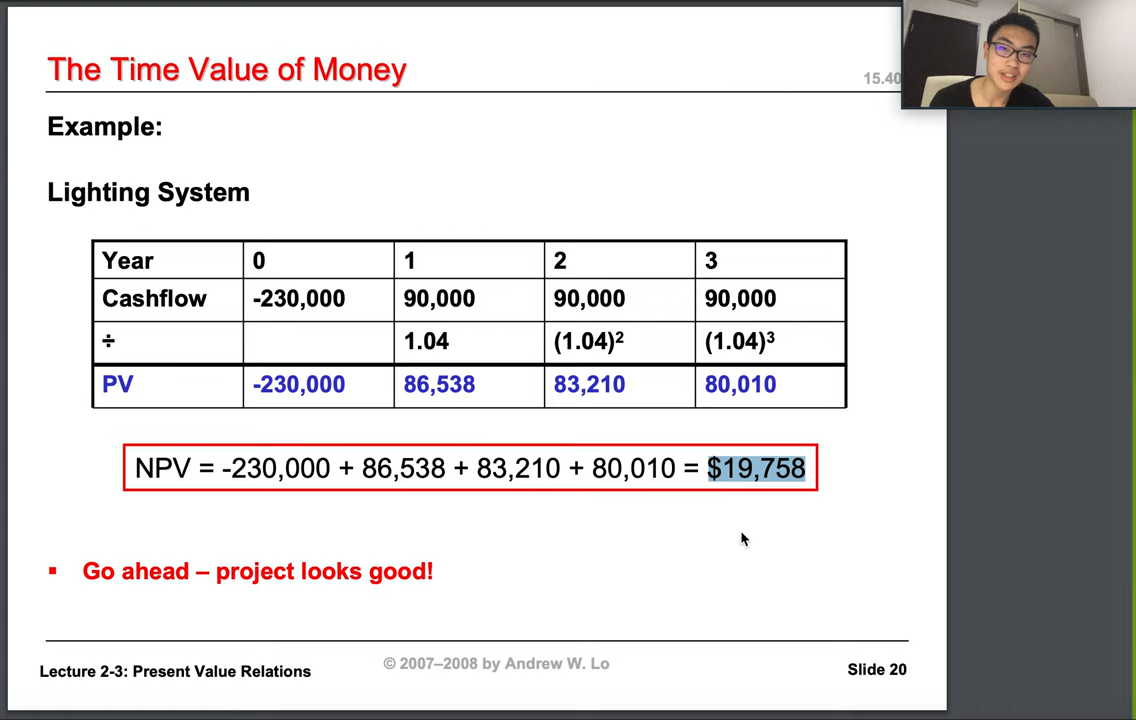 The Time Value of Money
15.40
Example:
Lighting System
Year 0 1 2 3
Cashflow -230,000 90,000 90,000 90,000
÷ 1.04 (1.04)² (1.04)³
PV -230,000 86,538 83,210 80,010
NPV = -230,000 + 86,538 + 83,210 + 80,010 = $19,758
▪ Go ahead – project looks good!
Lecture 2-3: Present Value Relations
© 2007–2008 by Andrew W. Lo
Slide 20